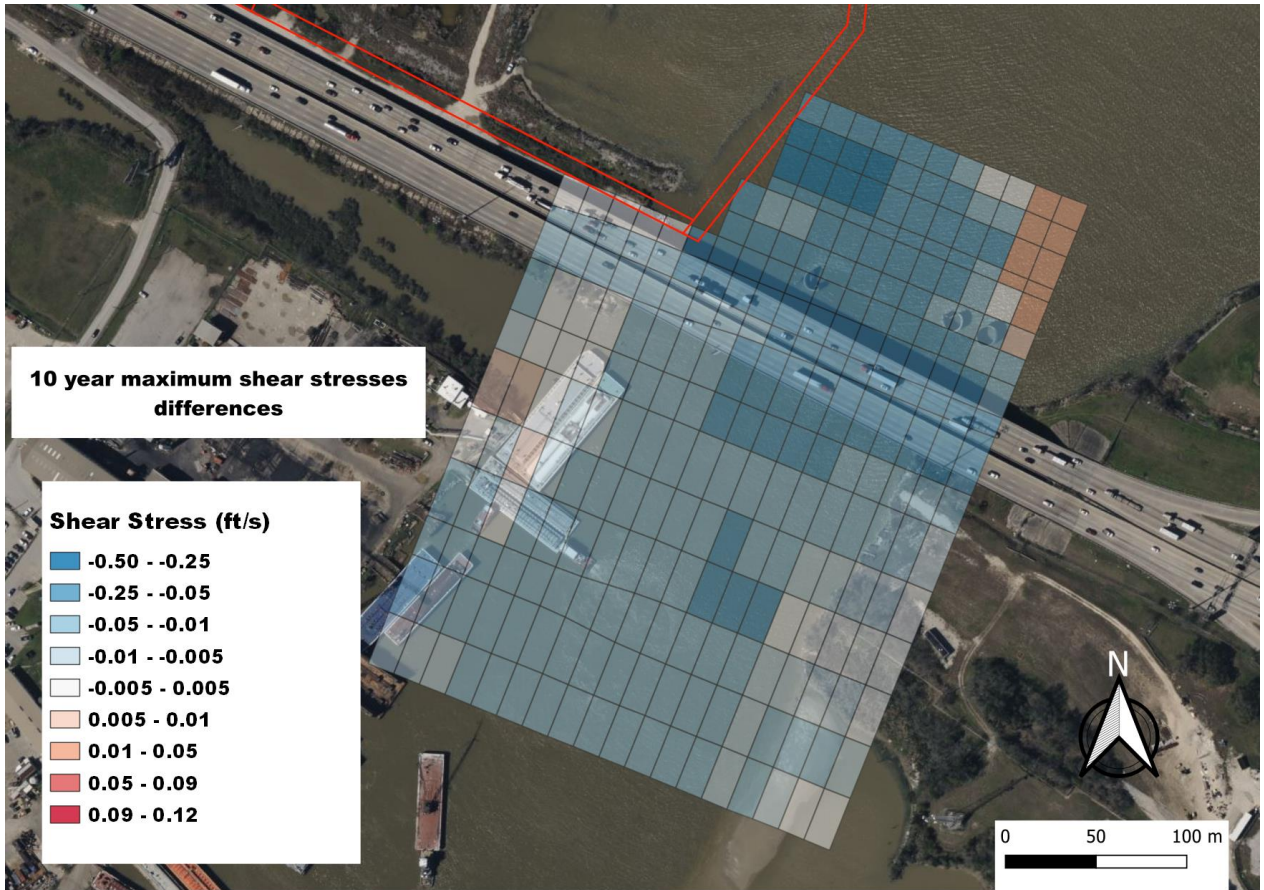 10 year maximum shear stresses
differences
Shear Stress (ft/s)
-0.50 - -0.25
-0.25 - -0.05
-0.05 - -0.01
-0.01 - -0.005
-0.005 - 0.005
0.005 - 0.01
0.01 - 0.05
0.05 - 0.09
0.09 - 0.12
N
0 50 100 m